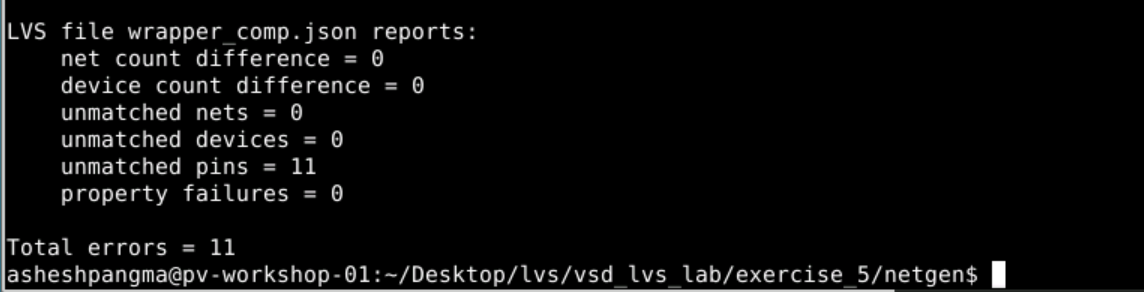 LVS file wrapper_comp.json reports:
net count difference = 0
device count difference = 0
unmatched nets = 0
unmatched devices = 0
unmatched pins = 11
property failures = 0
Total errors = 11
asheshpangma@pv-workshop-01:~/Desktop/lvs/vsd_lvs_lab/exercise_5/netgen$